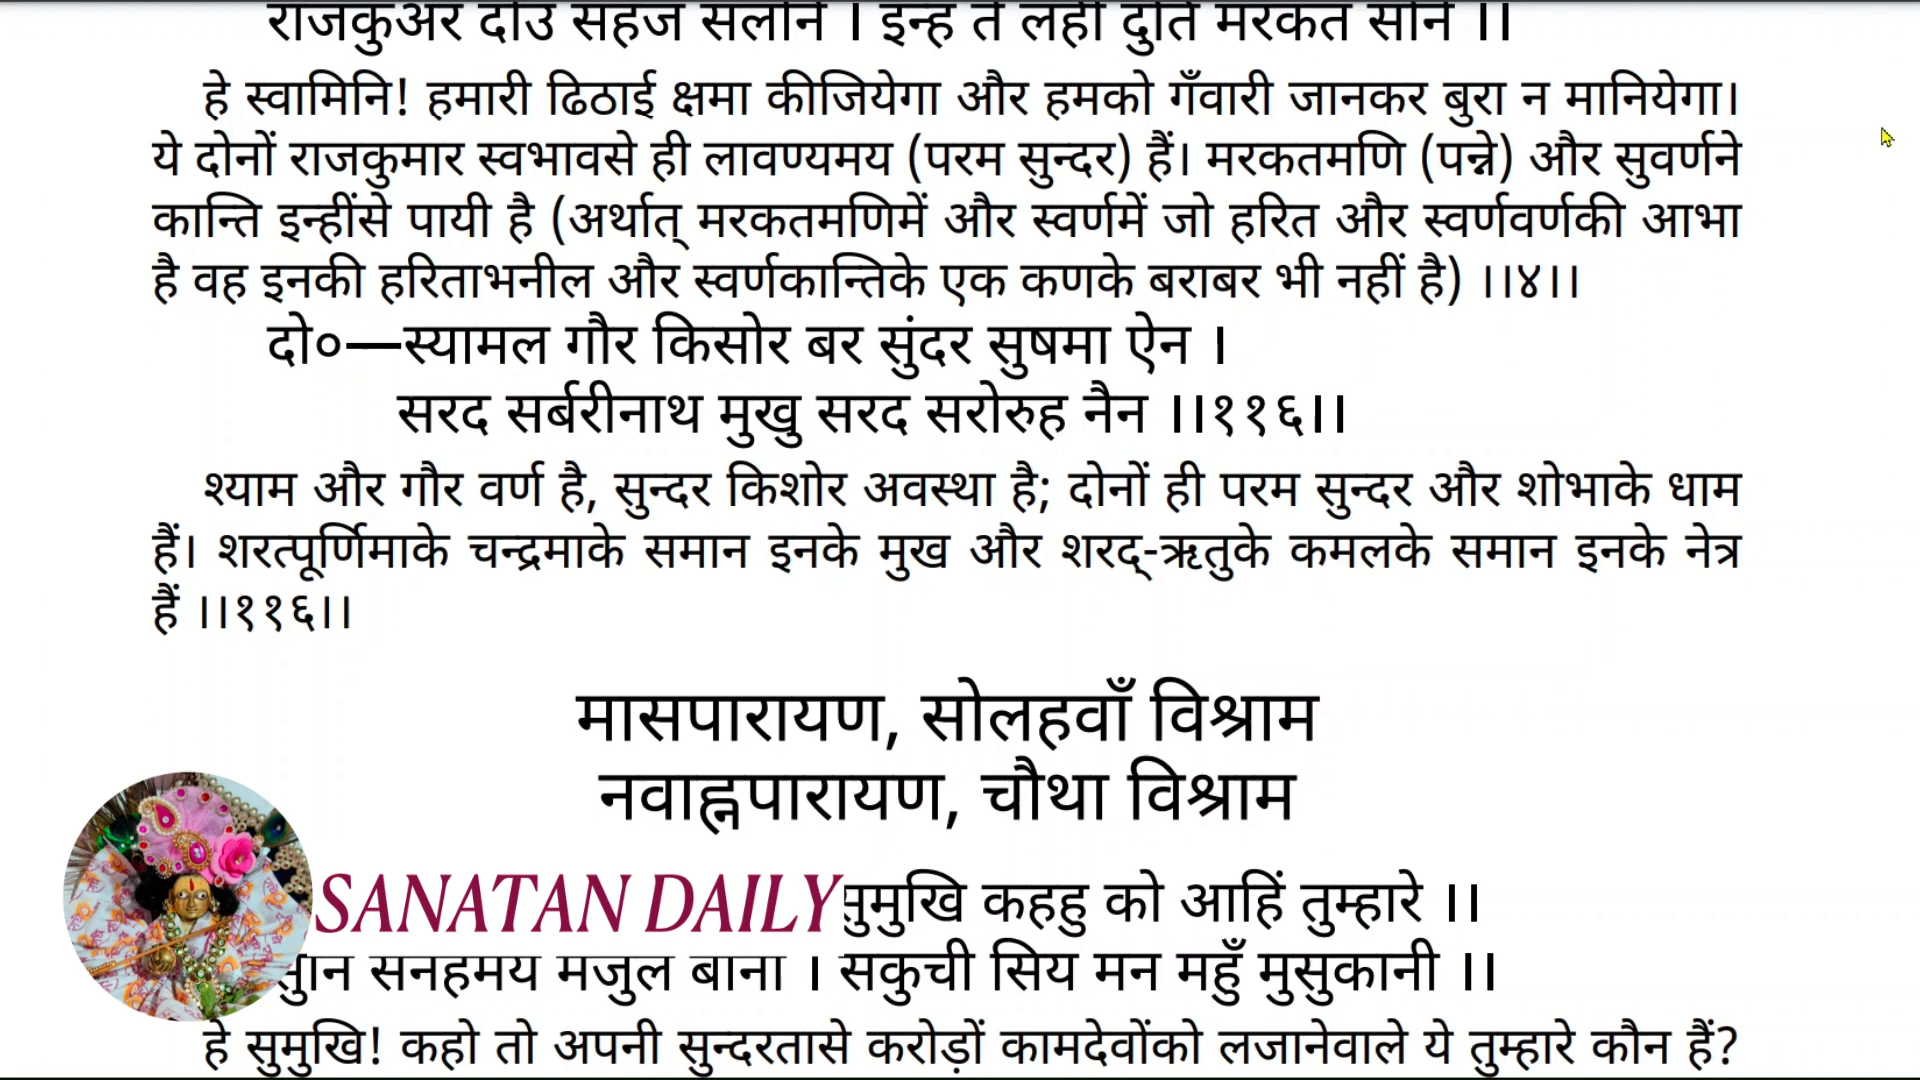 राजकुअँर दोउ सहज सलोने । इन्ह तें लही दुति मरकत सोने ।।
हे स्वामिनि! हमारी ढिठाई क्षमा कीजियेगा और हमको गँवारी जानकर बुरा न मानियेगा।
ये दोनों राजकुमार स्वभावसे ही लावण्यमय (परम सुन्दर) हैं। मरकतमणि (पन्ने) और सुवर्णने
कान्ति इन्हींसे पायी है (अर्थात् मरकतमणिमें और स्वर्णमें जो हरित और स्वर्णवर्णकी आभा
है वह इनकी हरिताभनील और स्वर्णकान्तिके एक कणके बराबर भी नहीं है) ।।४।।
दो०—स्यामल गौर किसोर बर सुंदर सुषमा ऐन ।
सरद सर्बरीनाथ मुखु सरद सरोरुह नैन ।।११६।।
श्याम और गौर वर्ण है, सुन्दर किशोर अवस्था है; दोनों ही परम सुन्दर और शोभाके धाम
हैं। शरत्पूर्णिमाके चन्द्रमाके समान इनके मुख और शरद्-ऋतुके कमलके समान इनके नेत्र
हैं ।।११६।।
मासपारायण, सोलहवाँ विश्राम
नवाह्नपारायण, चौथा विश्राम
SANATAN DAILY सुमुखि कहहु को आहिं तुम्हारे ।।
सुनि सनेहमय मंजुल बानी । सकुची सिय मन महुँ मुसुकानी ।।
हे सुमुखि! कहो तो अपनी सुन्दरतासे करोड़ों कामदेवोंको लजानेवाले ये तुम्हारे कौन हैं?